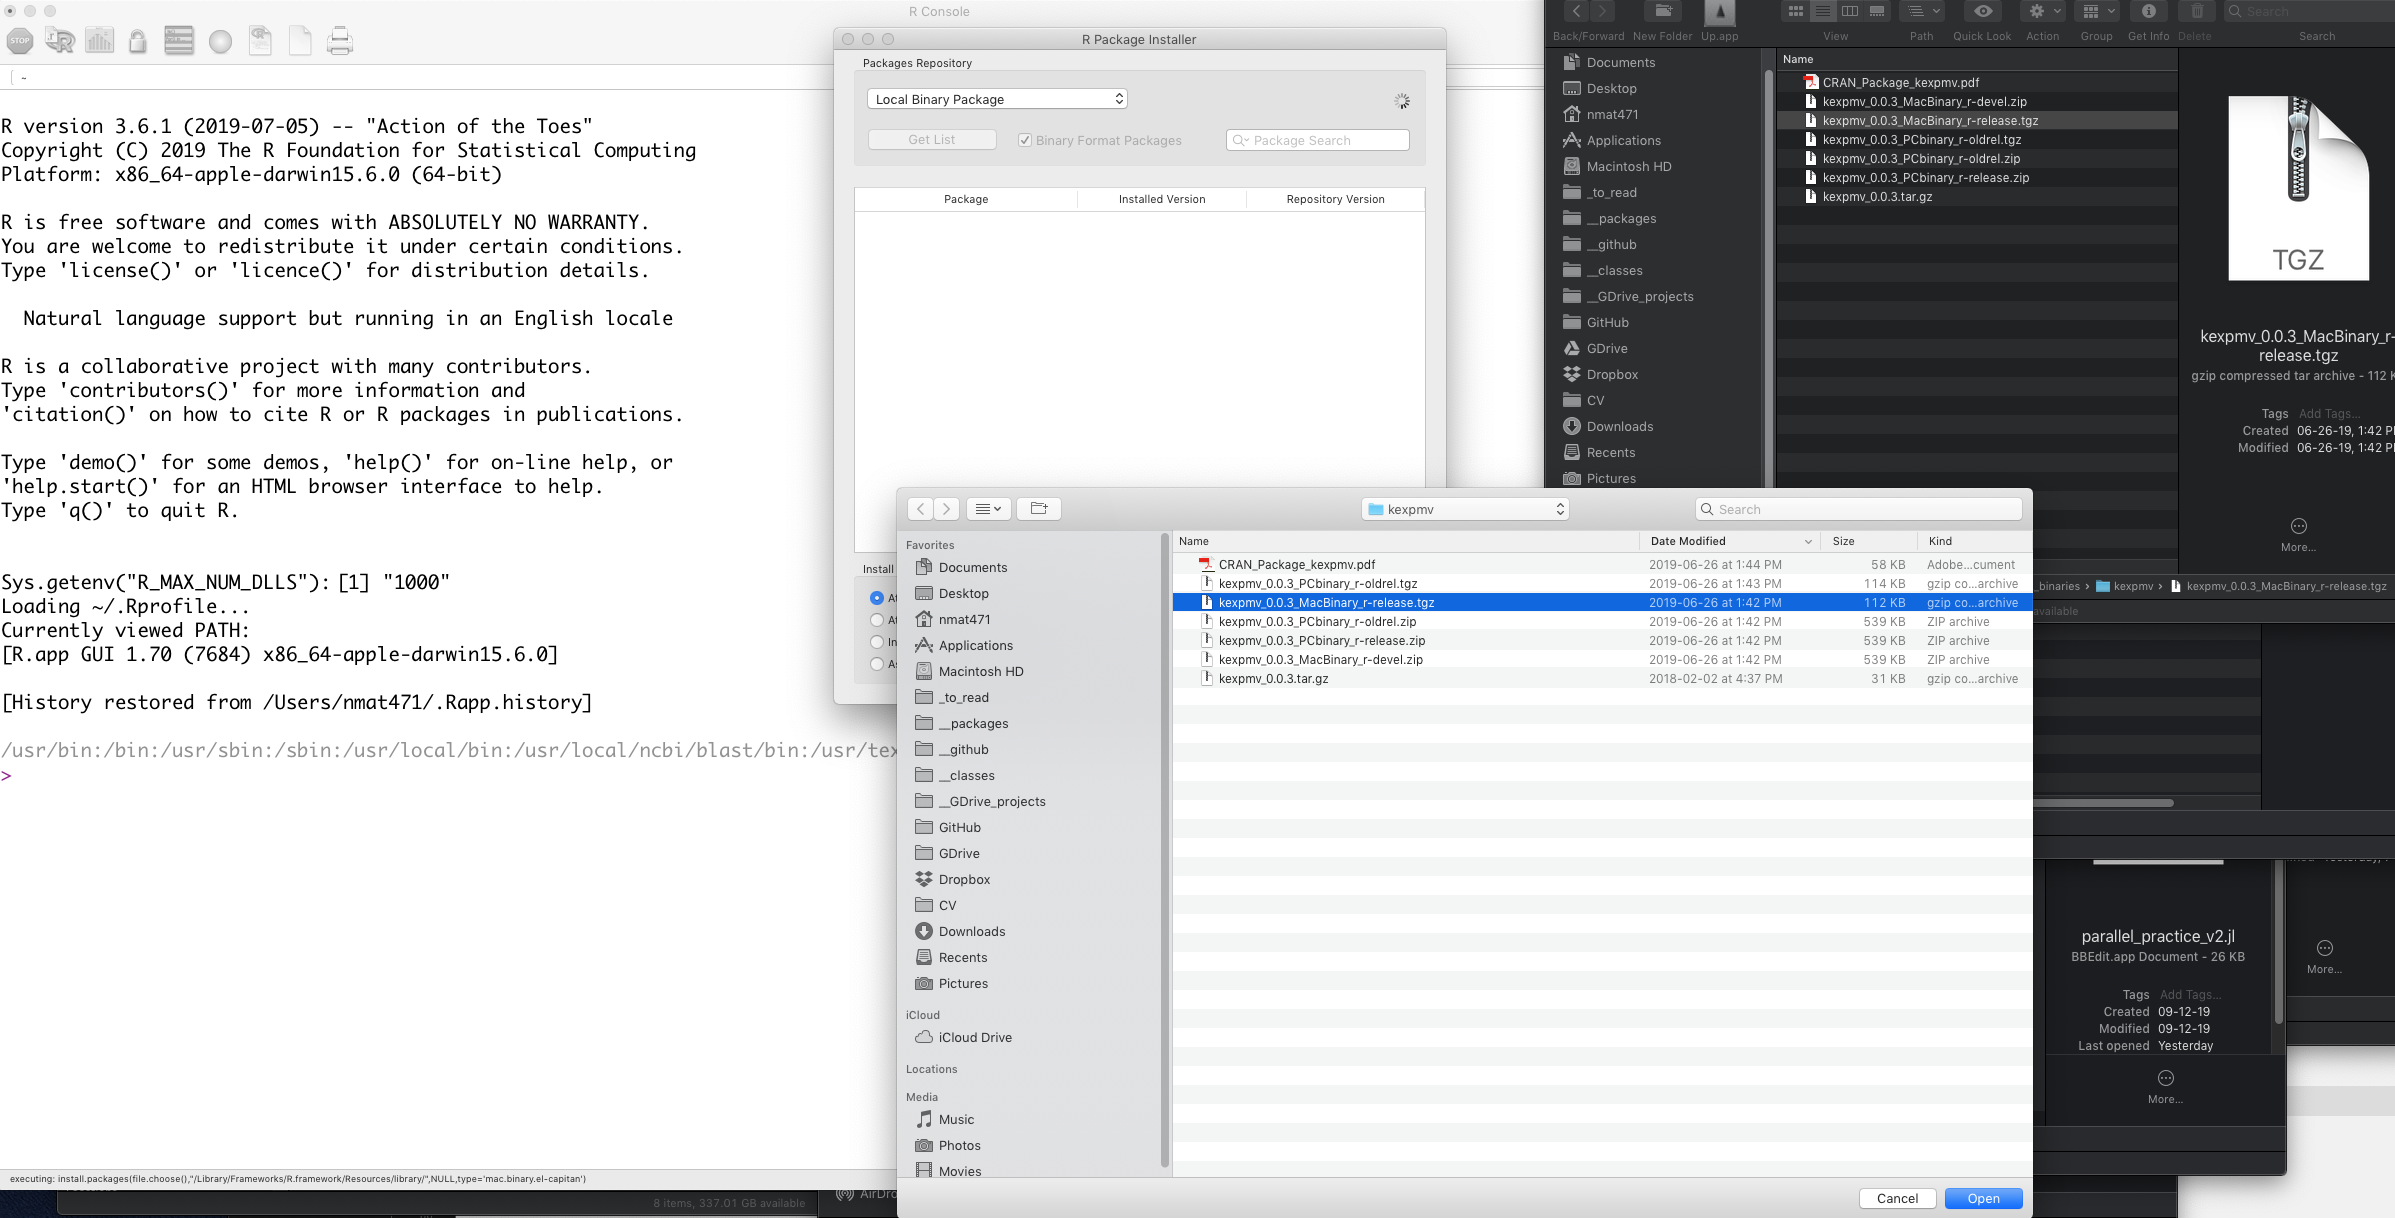 R Console
STOP
~
R version 3.6.1 (2019-07-05) -- "Action of the Toes"
Copyright (C) 2019 The R Foundation for Statistical Computing
Platform: x86_64-apple-darwin15.6.0 (64-bit)
R is free software and comes with ABSOLUTELY NO WARRANTY.
You are welcome to redistribute it under certain conditions.
Type 'license()' or 'licence()' for distribution details.
Natural language support but running in an English locale
R is a collaborative project with many contributors.
Type 'contributors()' for more information and
'citation()' on how to cite R or R packages in publications.
Type 'demo()' for some demos, 'help()' for on-line help, or
'help.start()' for an HTML browser interface to help.
Type 'q()' to quit R.
Sys.getenv("R_MAX_NUM_DLLS"): [1] "1000"
Loading ~/.Rprofile...
Currently viewed PATH:
[R.app GUI 1.70 (7684) x86_64-apple-darwin15.6.0]
[History restored from /Users/nmat471/.Rapp.history]
/usr/bin:/bin:/usr/sbin:/sbin:/usr/local/bin:/usr/local/ncbi/blast/bin:/usr/tex
>
executing: install.packages(file.choose(),"/Library/Frameworks/R.framework/Resources/library/",NULL,type='mac.binary.el-capitan')
8 items, 337.01 GB available
AirDro
R Package Installer
Packages Repository
Local Binary Package
Get List
Binary Format Packages
Package Search
Package Installed Version Repository Version
Install
At
At
In
As
Back/Forward New Folder Up.app View Path Quick Look Action Group Get Info Delete Search
Search
Documents
Desktop
nmat471
Applications
Macintosh HD
_to_read
__packages
__github
__classes
__GDrive_projects
GitHub
GDrive
Dropbox
CV
Downloads
Recents
Pictures
Name
CRAN_Package_kexpmv.pdf
kexpmv_0.0.3_MacBinary_r-devel.zip
kexpmv_0.0.3_MacBinary_r-release.tgz
kexpmv_0.0.3_PCbinary_r-oldrel.tgz
kexpmv_0.0.3_PCbinary_r-oldrel.zip
kexpmv_0.0.3_PCbinary_r-release.zip
kexpmv_0.0.3.tar.gz
TGZ
kexpmv_0.0.3_MacBinary_r-
release.tgz
gzip compressed tar archive - 112 K
Tags Add Tags...
Created 06-26-19, 1:42 P
Modified 06-26-19, 1:42 P
More...
_binaries › kexpmv › kexpmv_0.0.3_MacBinary_r-release.tgz
available
kexpmv
Search
Favorites
Documents
Desktop
nmat471
Applications
Macintosh HD
_to_read
__packages
__github
__classes
__GDrive_projects
GitHub
GDrive
Dropbox
CV
Downloads
Recents
Pictures
iCloud
iCloud Drive
Locations
Media
Music
Photos
Movies
Name Date Modified Size Kind
CRAN_Package_kexpmv.pdf 2019-06-26 at 1:44 PM 58 KB Adobe...cument
kexpmv_0.0.3_PCbinary_r-oldrel.tgz 2019-06-26 at 1:43 PM 114 KB gzip co...archive
kexpmv_0.0.3_MacBinary_r-release.tgz 2019-06-26 at 1:42 PM 112 KB gzip co...archive
kexpmv_0.0.3_PCbinary_r-oldrel.zip 2019-06-26 at 1:42 PM 539 KB ZIP archive
kexpmv_0.0.3_PCbinary_r-release.zip 2019-06-26 at 1:42 PM 539 KB ZIP archive
kexpmv_0.0.3_MacBinary_r-devel.zip 2019-06-26 at 1:42 PM 539 KB ZIP archive
kexpmv_0.0.3.tar.gz 2018-02-02 at 4:37 PM 31 KB gzip co...archive
Cancel Open
parallel_practice_v2.jl
BBEdit.app Document - 26 KB
Tags Add Tags...
Created 09-12-19
Modified 09-12-19
Last opened Yesterday
More...
More...